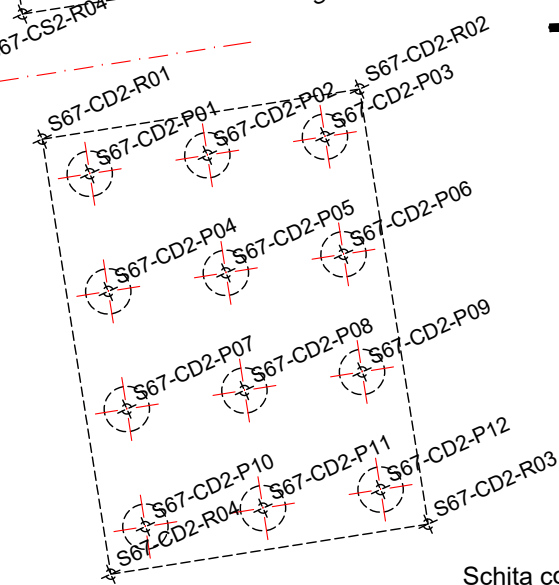 67-CS2-R04
S67-CD2-R01
S67-CD2-R02
S67-CD2-P01
S67-CD2-P02
S67-CD2-P03
S67-CD2-P04
S67-CD2-P05
S67-CD2-P06
S67-CD2-P07
S67-CD2-P08
S67-CD2-P09
S67-CD2-P10
S67-CD2-P11
S67-CD2-P12
S67-CD2-R04
S67-CD2-R03
Schita co